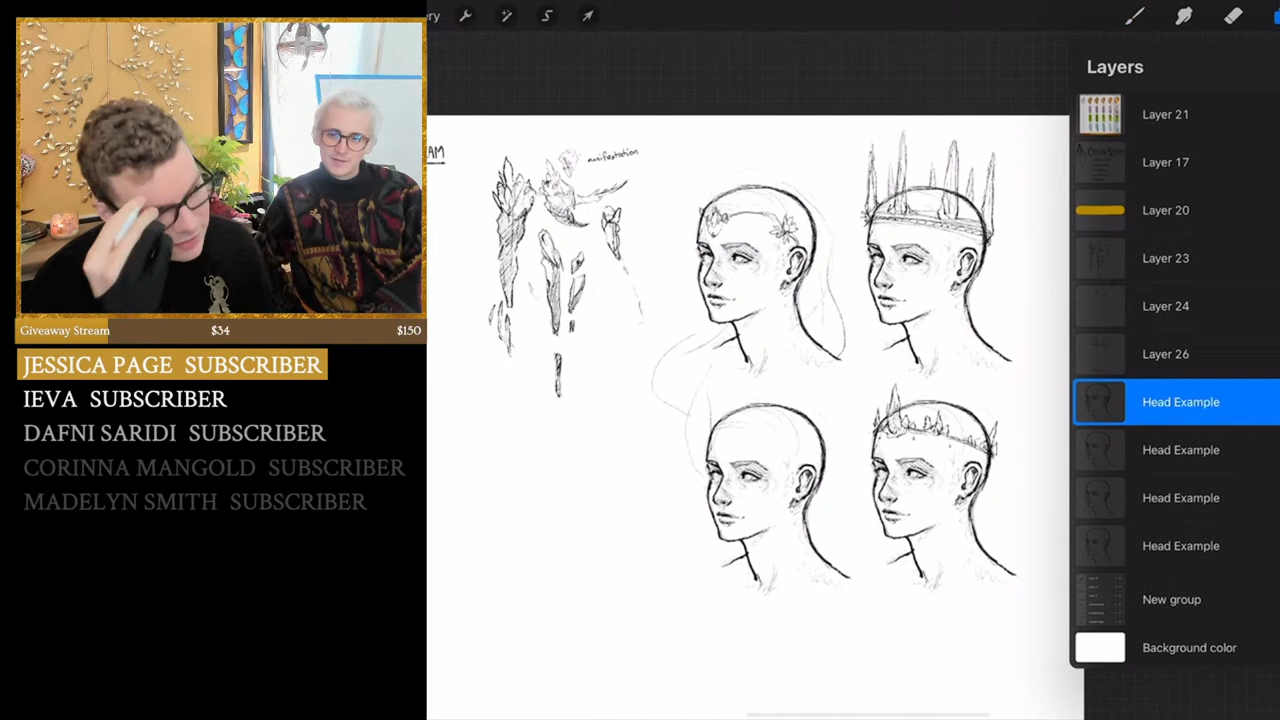 ry
Layers
Layer 21
Layer 17
Layer 20
Layer 23
Layer 24
Layer 26
Head Example
Head Example
Head Example
Head Example
New group
Background color
AM
manifestation
Giveaway Stream $34 $150
JESSICA PAGE SUBSCRIBER
IEVA SUBSCRIBER
DAFNI SARIDI SUBSCRIBER
CORINNA MANGOLD SUBSCRIBER
MADELYN SMITH SUBSCRIBER